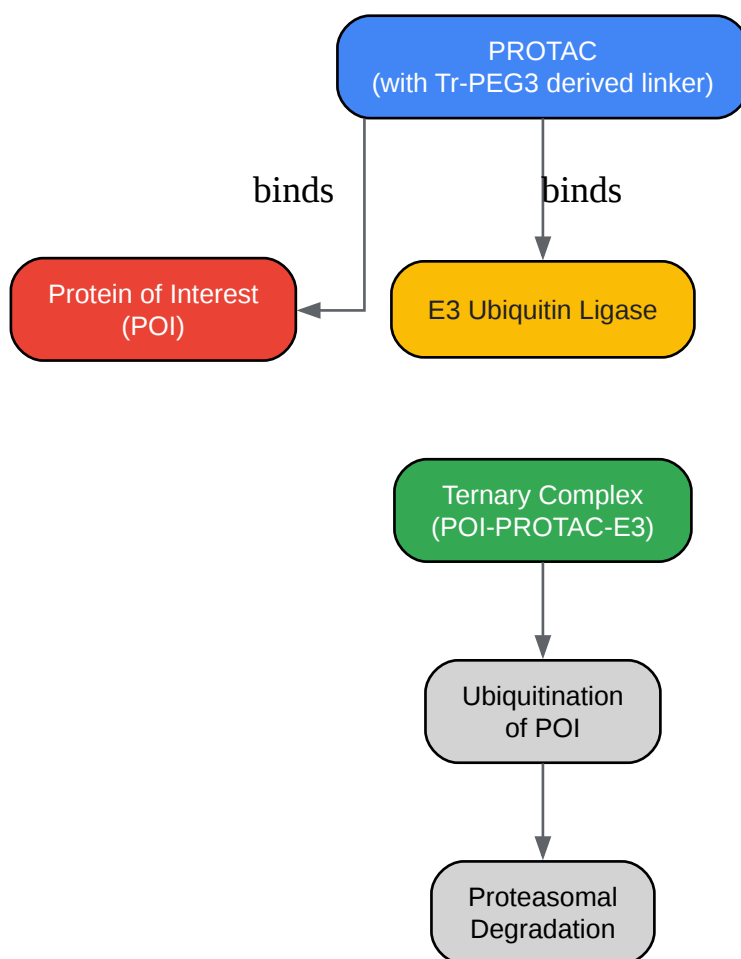 PROTAC
(with Tr-PEG3 derived linker)
binds
binds
Protein of Interest
(POI)
E3 Ubiquitin Ligase
Ternary Complex
(POI-PROTAC-E3)
Ubiquitination
of POI
Proteasomal
Degradation